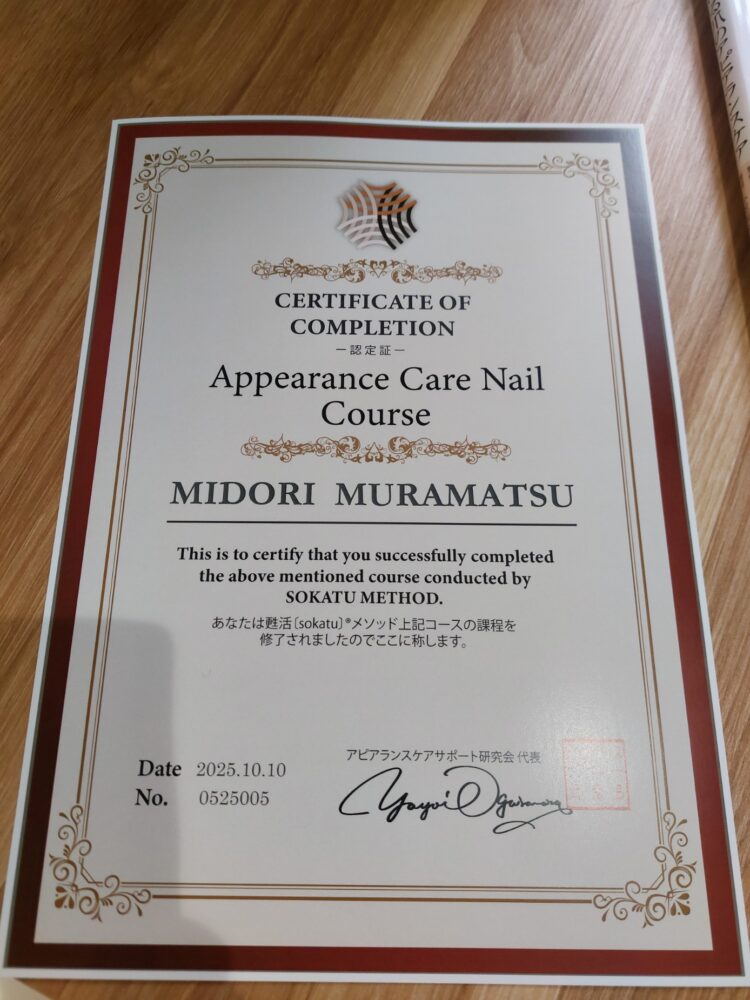 CERTIFICATE OF
COMPLETION
－認定証－
Appearance Care Nail
Course
MIDORI MURAMATSU
This is to certify that you successfully completed
the above mentioned course conducted by
SOKATU METHOD.
あなたは甦活〔sokatu〕®メソッド上記コースの課程を
修了されましたのでここに称します。
アピアランスケアサポート研究会 代表
Date 2025.10.10
No. 0525005